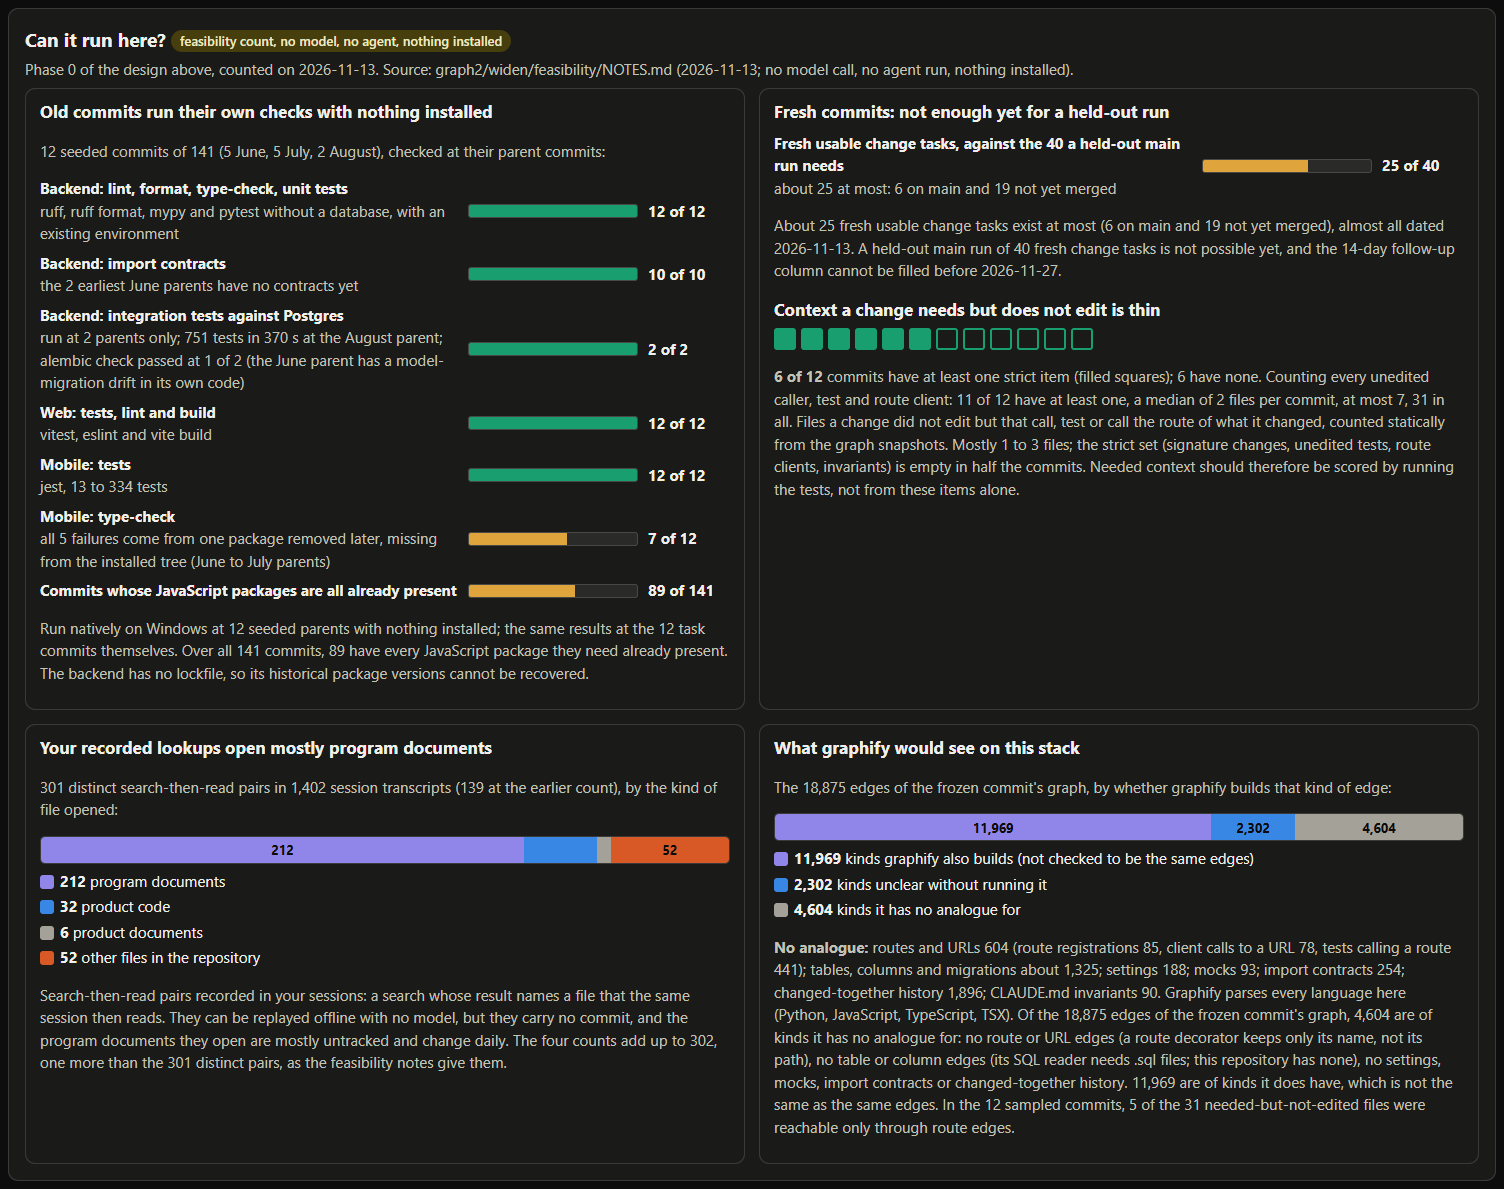 Can it run here? feasibility count, no model, no agent, nothing installed
Phase 0 of the design above, counted on 2026-11-13. Source: graph2/widen/feasibility/NOTES.md (2026-11-13; no model call, no agent run, nothing installed).
Old commits run their own checks with nothing installed
12 seeded commits of 141 (5 June, 5 July, 2 August), checked at their parent commits:
Backend: lint, format, type-check, unit tests
ruff, ruff format, mypy and pytest without a database, with an
existing environment
12 of 12
Backend: import contracts
the 2 earliest June parents have no contracts yet
10 of 10
Backend: integration tests against Postgres
run at 2 parents only; 751 tests in 370 s at the August parent;
alembic check passed at 1 of 2 (the June parent has a model-
migration drift in its own code)
2 of 2
Web: tests, lint and build
vitest, eslint and vite build
12 of 12
Mobile: tests
jest, 13 to 334 tests
12 of 12
Mobile: type-check
all 5 failures come from one package removed later, missing
from the installed tree (June to July parents)
7 of 12
Commits whose JavaScript packages are all already present
89 of 141
Run natively on Windows at 12 seeded parents with nothing installed; the same results at the 12 task
commits themselves. Over all 141 commits, 89 have every JavaScript package they need already present.
The backend has no lockfile, so its historical package versions cannot be recovered.
Fresh commits: not enough yet for a held-out run
Fresh usable change tasks, against the 40 a held-out main
run needs
about 25 at most: 6 on main and 19 not yet merged
25 of 40
About 25 fresh usable change tasks exist at most (6 on main and 19 not yet merged), almost all dated
2026-11-13. A held-out main run of 40 fresh change tasks is not possible yet, and the 14-day follow-up
column cannot be filled before 2026-11-27.
Context a change needs but does not edit is thin
6 of 12 commits have at least one strict item (filled squares); 6 have none. Counting every unedited
caller, test and route client: 11 of 12 have at least one, a median of 2 files per commit, at most 7, 31 in
all. Files a change did not edit but that call, test or call the route of what it changed, counted statically
from the graph snapshots. Mostly 1 to 3 files; the strict set (signature changes, unedited tests, route
clients, invariants) is empty in half the commits. Needed context should therefore be scored by running
the tests, not from these items alone.
Your recorded lookups open mostly program documents
301 distinct search-then-read pairs in 1,402 session transcripts (139 at the earlier count), by the kind of
file opened:
212 52
212 program documents
32 product code
6 product documents
52 other files in the repository
Search-then-read pairs recorded in your sessions: a search whose result names a file that the same
session then reads. They can be replayed offline with no model, but they carry no commit, and the
program documents they open are mostly untracked and change daily. The four counts add up to 302,
one more than the 301 distinct pairs, as the feasibility notes give them.
What graphify would see on this stack
The 18,875 edges of the frozen commit's graph, by whether graphify builds that kind of edge:
11,969 2,302 4,604
11,969 kinds graphify also builds (not checked to be the same edges)
2,302 kinds unclear without running it
4,604 kinds it has no analogue for
No analogue: routes and URLs 604 (route registrations 85, client calls to a URL 78, tests calling a route
441); tables, columns and migrations about 1,325; settings 188; mocks 93; import contracts 254;
changed-together history 1,896; CLAUDE.md invariants 90. Graphify parses every language here
(Python, JavaScript, TypeScript, TSX). Of the 18,875 edges of the frozen commit's graph, 4,604 are of
kinds it has no analogue for: no route or URL edges (a route decorator keeps only its name, not its
path), no table or column edges (its SQL reader needs .sql files; this repository has none), no settings,
mocks, import contracts or changed-together history. 11,969 are of kinds it does have, which is not the
same as the same edges. In the 12 sampled commits, 5 of the 31 needed-but-not-edited files were
reachable only through route edges.